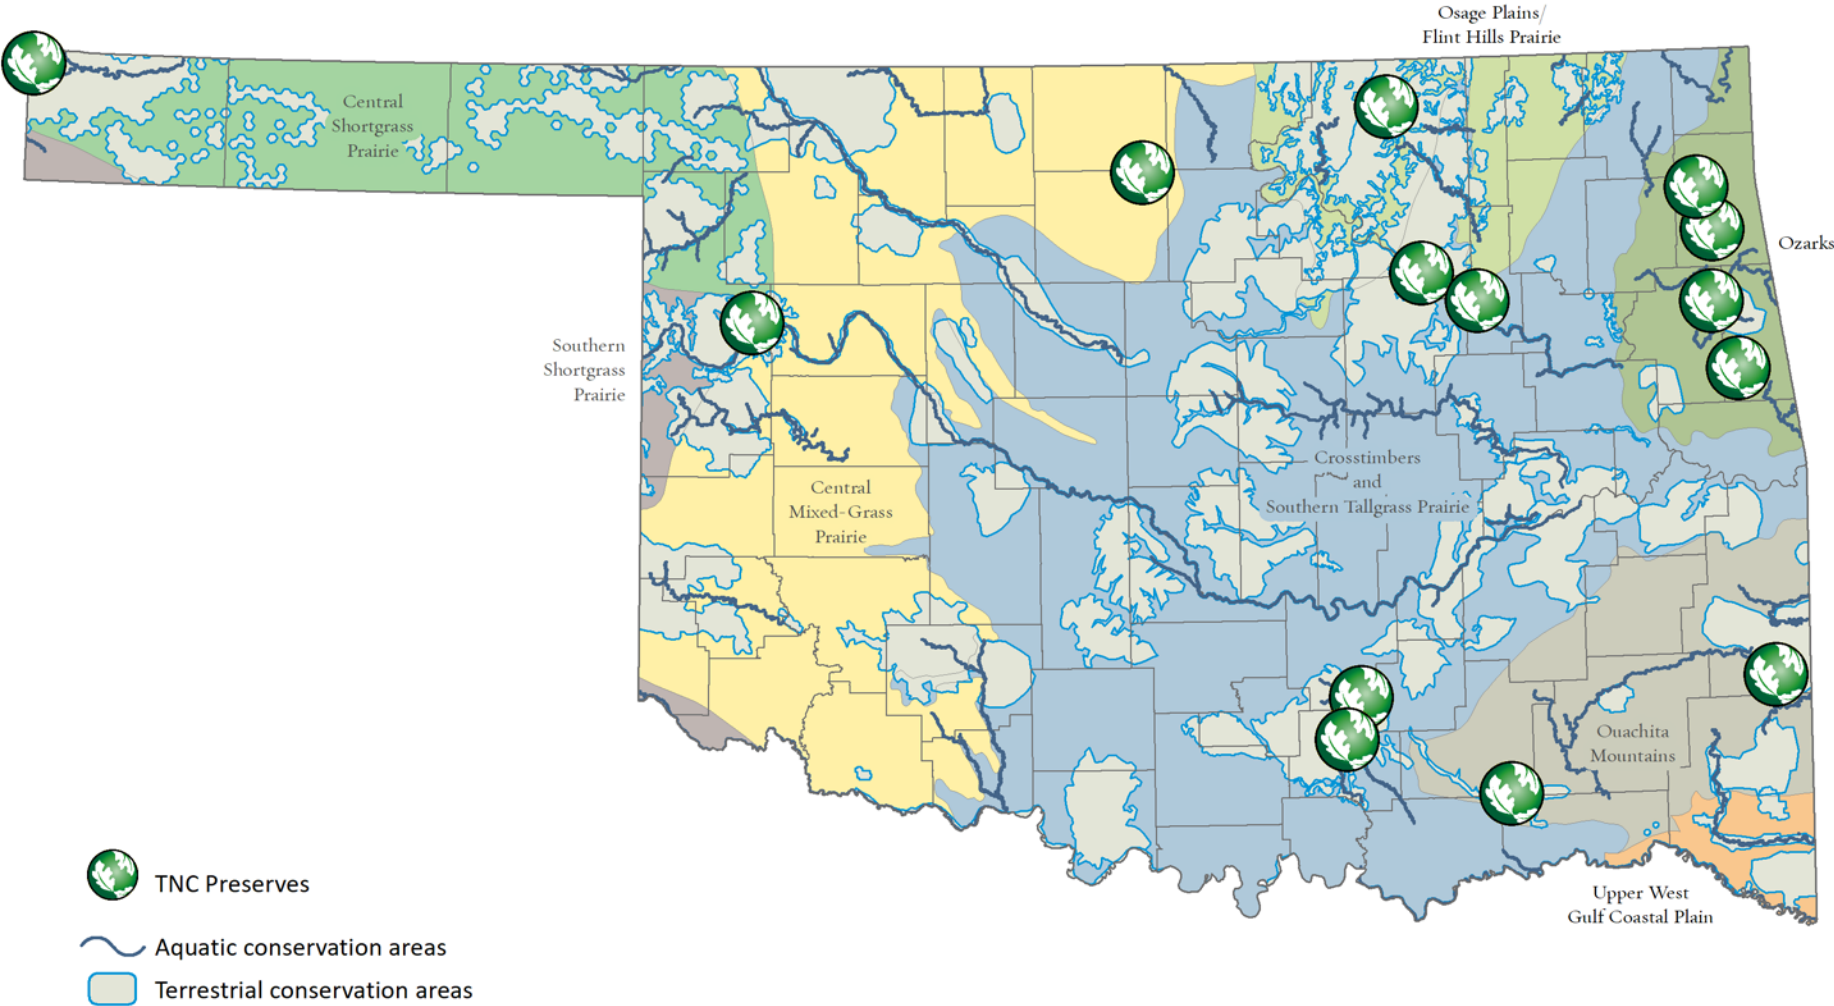 Osage Plains/
Flint Hills Prairie
Central
Shortgrass
Prairie
Ozarks
Southern
Shortgrass
Prairie
Central
Mixed-Grass
Prairie
Crosstimbers
and
Southern Tallgrass Prairie
Ouachita
Mountains
Upper West
Gulf Coastal Plain
TNC Preserves
Aquatic conservation areas
Terrestrial conservation areas